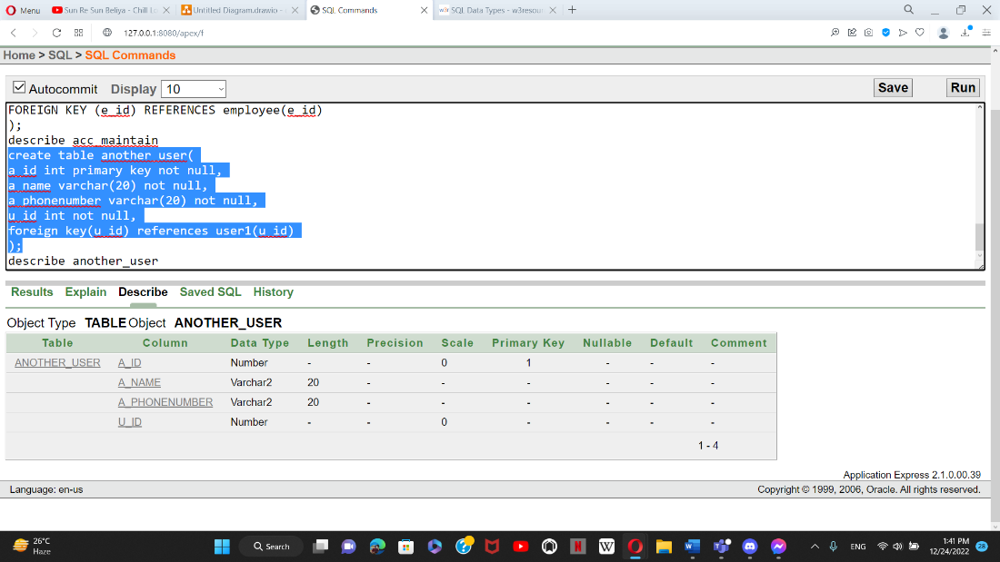 Menu Sun Re Sun Beliya - Chill Lo Untitled Diagram.drawio - SQL Commands w3r SQL Data Types - w3resour
127.0.0.1:8080/apex/f
Home > SQL > SQL Commands
Autocommit Display 10 Save Run
FOREIGN KEY (e_id) REFERENCES employee(e_id)
);
describe acc_maintain
create table another_user(
a_id int primary key not null,
a_name varchar(20) not null,
a_phonenumber varchar(20) not null,
u_id int not null,
foreign key(u_id) references user1(u_id)
);
describe another_user
Results Explain Describe Saved SQL History
Object Type TABLE Object ANOTHER_USER
Table Column Data Type Length Precision Scale Primary Key Nullable Default Comment
ANOTHER_USER A_ID Number - - 0 1 - - -
A_NAME Varchar2 20 - - - - - -
A_PHONENUMBER Varchar2 20 - - - - - -
U_ID Number - - 0 - - - -
1 - 4
Application Express 2.1.0.00.39
Language: en-us Copyright © 1999, 2006, Oracle. All rights reserved.
26°C
Haze
Search
ENG
1:41 PM
12/24/2022
28